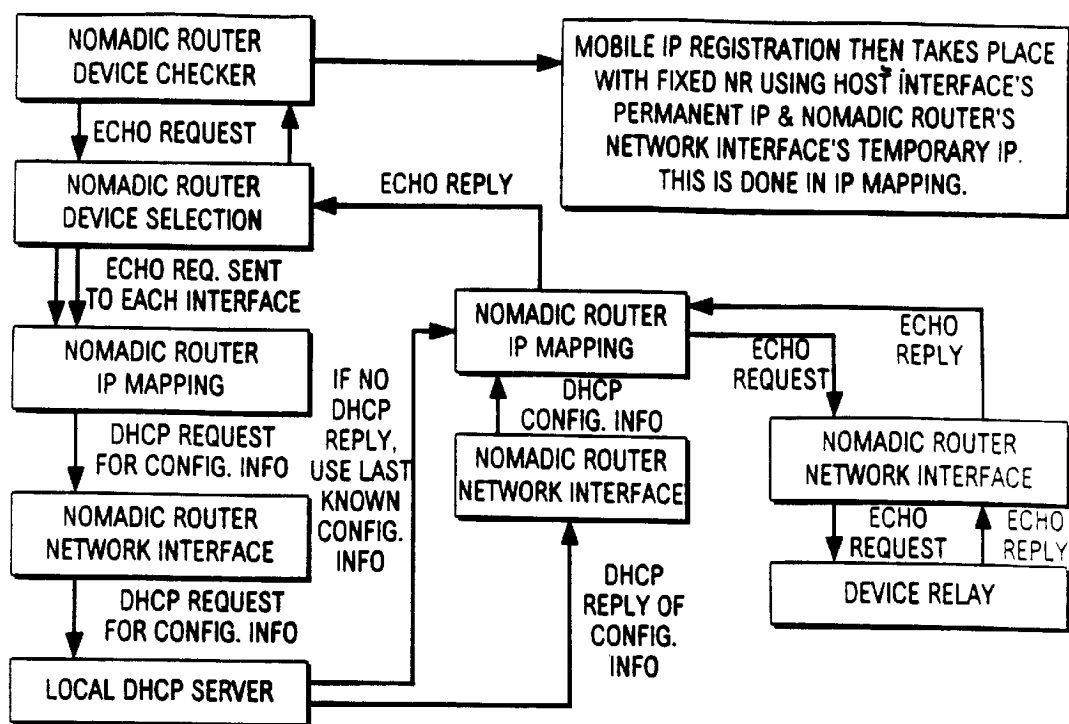 NOMADIC ROUTER
DEVICE CHECKER
MOBILE IP REGISTRATION THEN TAKES PLACE
WITH FIXED NR USING HOST INTERFACE'S
PERMANENT IP & NOMADIC ROUTER'S
NETWORK INTERFACE'S TEMPORARY IP.
THIS IS DONE IN IP MAPPING.
ECHO REQUEST
NOMADIC ROUTER
DEVICE SELECTION
ECHO REPLY
ECHO REQ. SENT
TO EACH INTERFACE
NOMADIC ROUTER
IP MAPPING
NOMADIC ROUTER
IP MAPPING
ECHO
REQUEST
ECHO
REPLY
DHCP REQUEST
FOR CONFIG. INFO
IF NO
DHCP
REPLY,
USE LAST
KNOWN
CONFIG.
INFO
DHCP
CONFIG. INFO
NOMADIC ROUTER
NETWORK INTERFACE
NOMADIC ROUTER
NETWORK INTERFACE
NOMADIC ROUTER
NETWORK INTERFACE
ECHO
REQUEST
ECHO
REPLY
DEVICE RELAY
DHCP REQUEST
FOR CONFIG. INFO
DHCP
REPLY OF
CONFIG.
INFO
LOCAL DHCP SERVER